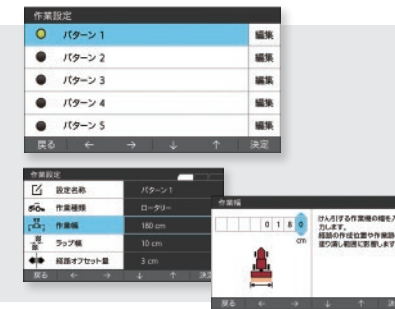 作業設定
パターン 1 編集
パターン 2 編集
パターン 3 編集
パターン 4 編集
パターン 5 編集
戻る ← → ↓ ↑ 決定
作業設定
設定名称 パターン 1
作業種類 ロータリー
作業幅 180 cm
ラップ幅 10 cm
経路オフセット量 3 cm
戻る ← → ↓ ↑ 決
作業幅
0 1 8 0
cm
けん引する作業機の幅を入
力します。
経路の作成位置や作業跡
塗り潰し範囲に影響します
戻る ← → ↓ ↑ 決